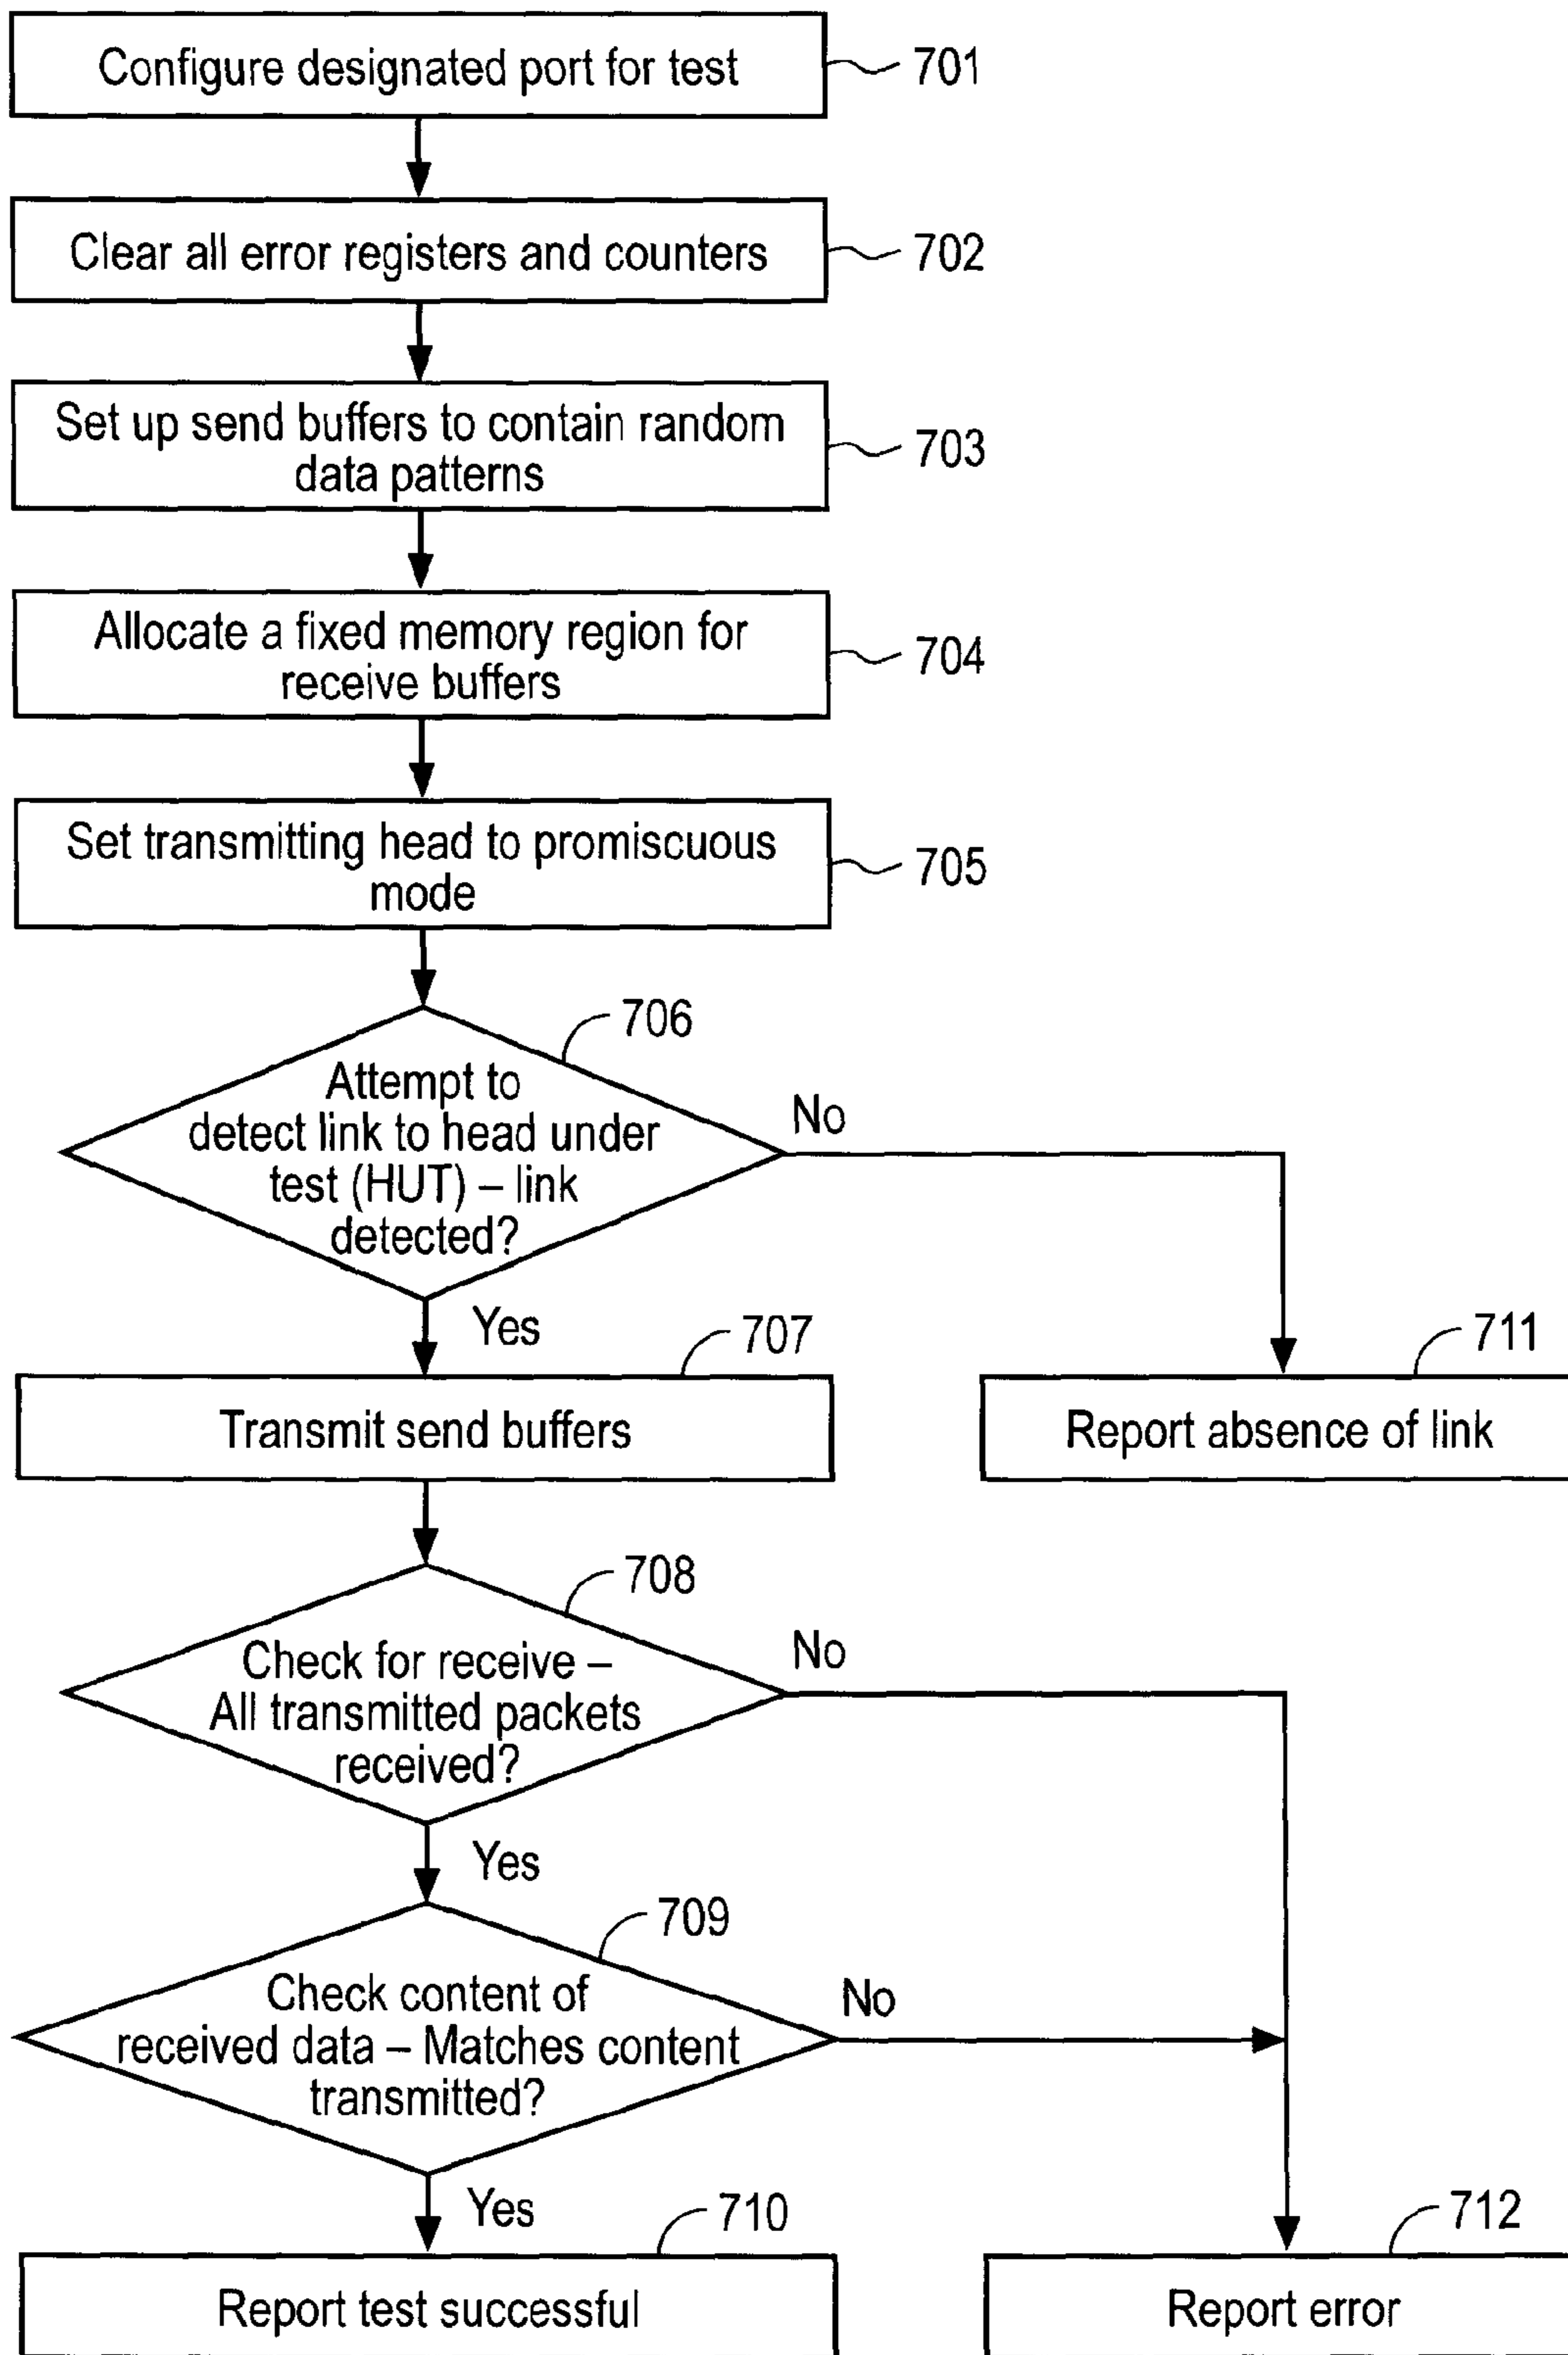 Configure designated port for test
701
Clear all error registers and counters
702
Set up send buffers to contain random
data patterns
703
Allocate a fixed memory region for
receive buffers
704
Set transmitting head to promiscuous
mode
705
706
Attempt to
detect link to head under
test (HUT) – link
detected?
No
Yes
707
Transmit send buffers
711
Report absence of link
708
Check for receive –
All transmitted packets
received?
No
Yes
709
Check content of
received data – Matches content
transmitted?
No
Yes
710
Report test successful
712
Report error